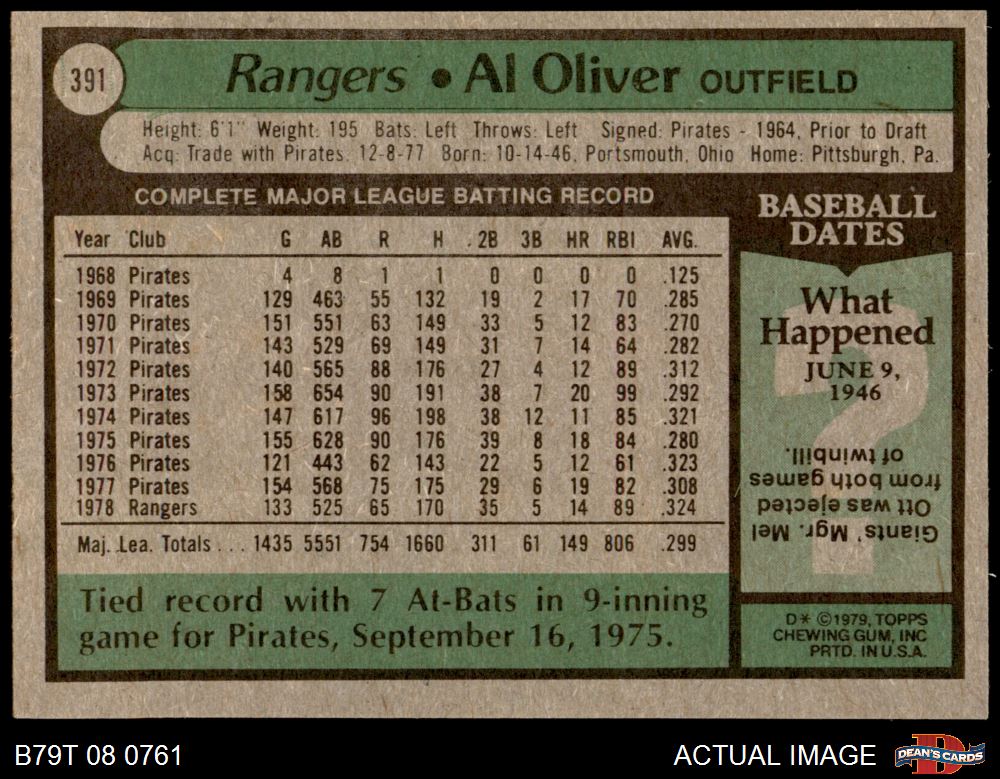 391
Rangers • Al Oliver OUTFIELD
Height: 6'1" Weight: 195 Bats: Left Throws: Left Signed: Pirates - 1964, Prior to Draft
Acq: Trade with Pirates. 12-8-77 Born: 10-14-46, Portsmouth, Ohio Home: Pittsburgh, Pa.
COMPLETE MAJOR LEAGUE BATTING RECORD
Year Club G AB R H 2B 3B HR RBI AVG.
1968 Pirates 4 8 1 1 0 0 0 0 .125
1969 Pirates 129 463 55 132 19 2 17 70 .285
1970 Pirates 151 551 63 149 33 5 12 83 .270
1971 Pirates 143 529 69 149 31 7 14 64 .282
1972 Pirates 140 565 88 176 27 4 12 89 .312
1973 Pirates 158 654 90 191 38 7 20 99 .292
1974 Pirates 147 617 96 198 38 12 11 85 .321
1975 Pirates 155 628 90 176 39 8 18 84 .280
1976 Pirates 121 443 62 143 22 5 12 61 .323
1977 Pirates 154 568 75 175 29 6 19 82 .308
1978 Rangers 133 525 65 170 35 5 14 89 .324
Maj. Lea. Totals . . . 1435 5551 754 1660 311 61 149 806 .299
Tied record with 7 At-Bats in 9-inning
game for Pirates, September 16, 1975.
BASEBALL
DATES
?
What
Happened
JUNE 9,
1946
Giants' Mgr. Mel
Ott was ejected
from both games
of twinbill.
D* ©1979, TOPPS
CHEWING GUM, INC
PRTD. IN U.S.A.
B79T 08 0761
ACTUAL IMAGE
D
DEAN'S CARDS